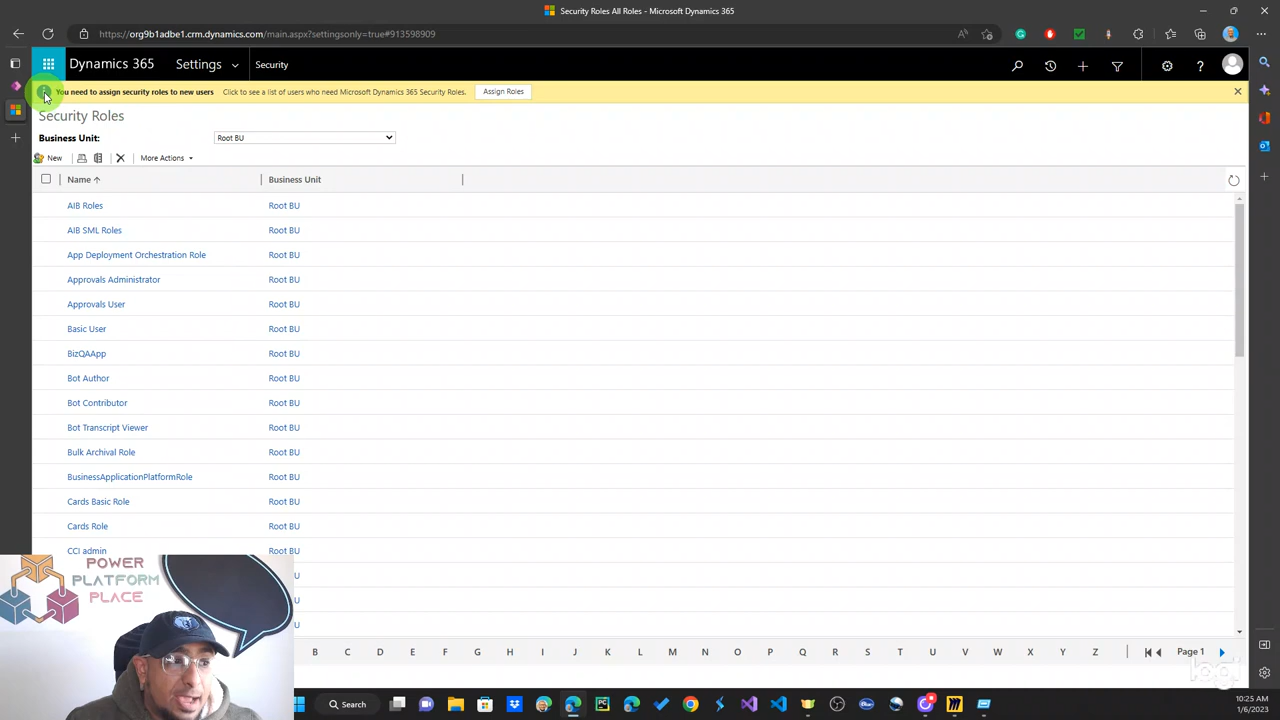 Security Roles All Roles - Microsoft Dynamics 365
https://org9b1adbe1.crm.dynamics.com/main.aspx?settingsonly=true#913598909
Dynamics 365 Settings Security
You need to assign security roles to new users Click to see a list of users who need Microsoft Dynamics 365 Security Roles. Assign Roles
Security Roles
Business Unit: Root BU
New More Actions
Name Business Unit
AIB Roles Root BU
AIB SML Roles Root BU
App Deployment Orchestration Role Root BU
Approvals Administrator Root BU
Approvals User Root BU
Basic User Root BU
BizQAApp Root BU
Bot Author Root BU
Bot Contributor Root BU
Bot Transcript Viewer Root BU
Bulk Archival Role Root BU
BusinessApplicationPlatformRole Root BU
Cards Basic Role Root BU
Cards Role Root BU
CCI admin Root BU
POWER
PLATFORM
PLACE
B C D E F G H I J K L M N O P Q R S T U V W X Y Z Page 1
logi
Search
10:25 AM
1/6/2023